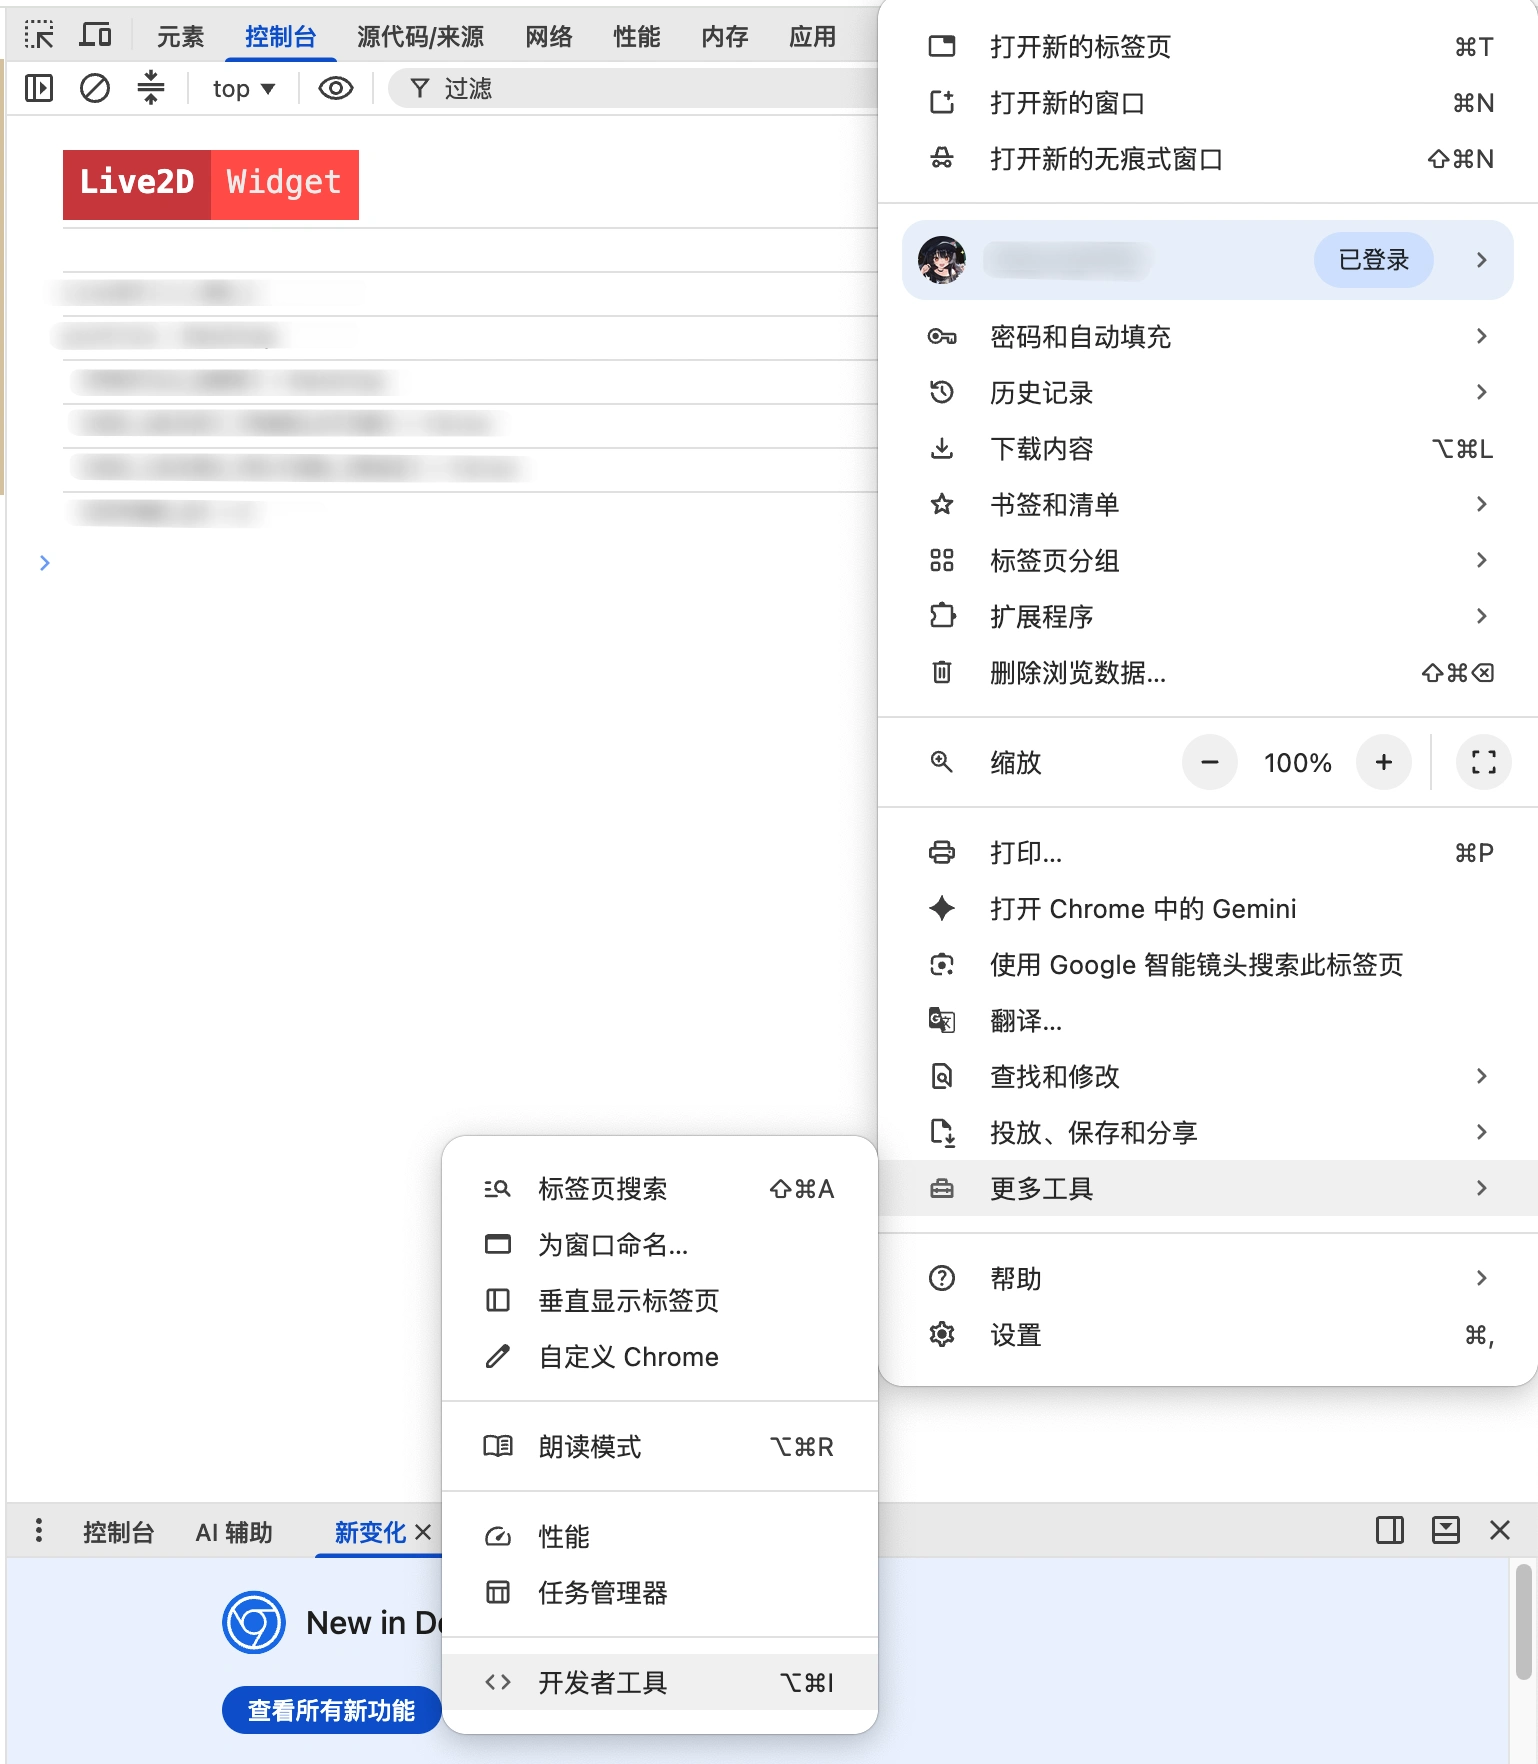 元素 控制台 源代码/来源 网络 性能 内存 应用
top 过滤
Live2D Widget
打开新的标签页 ⌘T
打开新的窗口 ⌘N
打开新的无痕式窗口 ⇧⌘N
已登录
密码和自动填充
历史记录
下载内容 ⌥⌘L
书签和清单
标签页分组
扩展程序
删除浏览数据... ⇧⌘⌫
缩放 100%
打印... ⌘P
打开 Chrome 中的 Gemini
使用 Google 智能镜头搜索此标签页
翻译...
查找和修改
投放、保存和分享
更多工具
帮助
设置 ⌘,
标签页搜索 ⇧⌘A
为窗口命名...
垂直显示标签页
自定义 Chrome
朗读模式 ⌥⌘R
性能
任务管理器
开发者工具 ⌥⌘I
控制台 AI 辅助 新变化
New in De
查看所有新功能